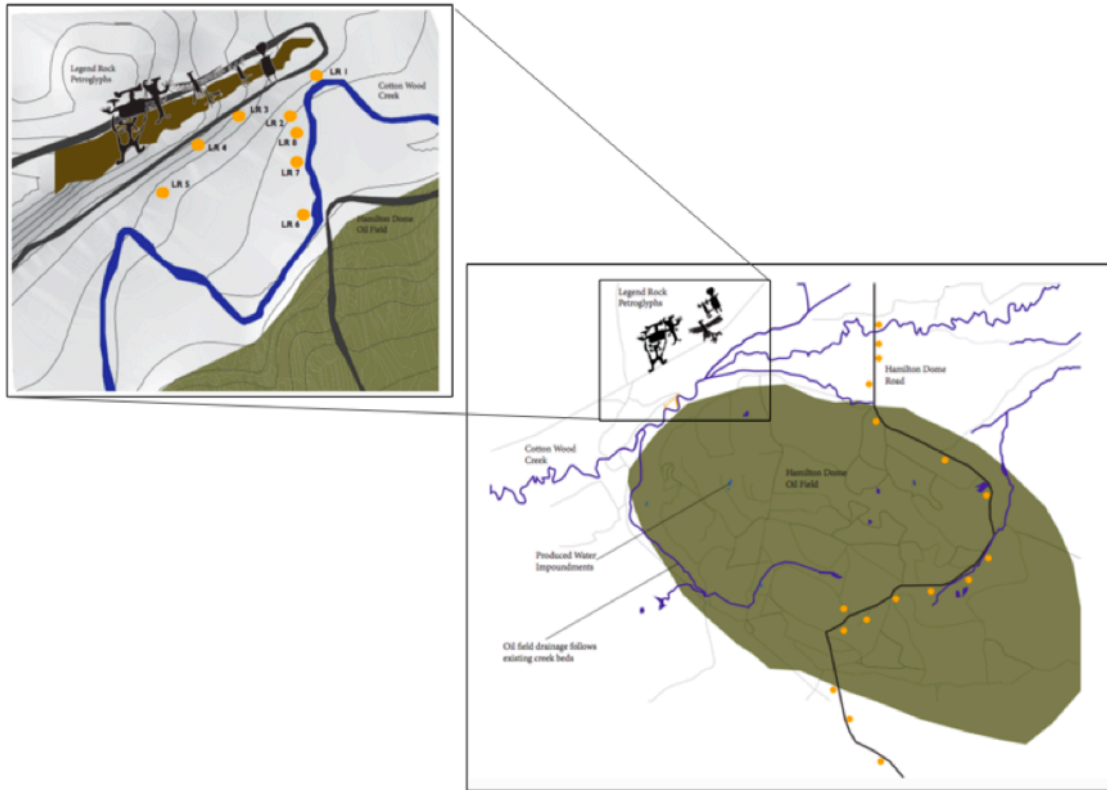 Legend Rock
Petroglyphs
LR 1
Cotton Wood
Creek
LR 3
LR 2
LR 8
LR 4
LR 7
LR 5
LR 6
Hamilton Dome
Oil Field
Legend Rock
Petroglyphs
Hamilton Dome
Road
Cotton Wood
Creek
Hamilton Dome
Oil Field
Produced Water
Impoundments
Oil field drainage follows
existing creek beds